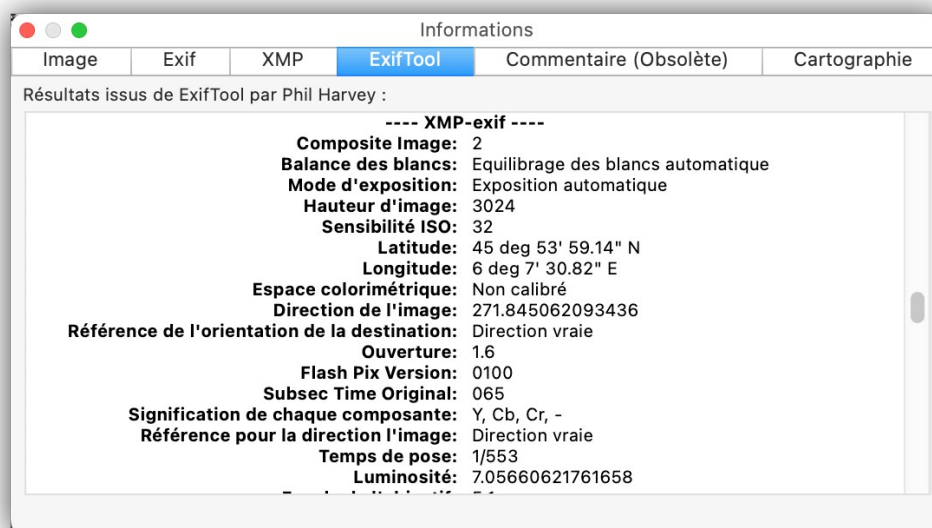 Informations
Image Exif XMP ExifTool Commentaire (Obsolète) Cartographie
Résultats issus de ExifTool par Phil Harvey :
---- XMP-exif ----
Composite Image: 2
Balance des blancs: Equilibrage des blancs automatique
Mode d'exposition: Exposition automatique
Hauteur d'image: 3024
Sensibilité ISO: 32
Latitude: 45 deg 53' 59.14" N
Longitude: 6 deg 7' 30.82" E
Espace colorimétrique: Non calibré
Direction de l'image: 271.845062093436
Référence de l'orientation de la destination: Direction vraie
Ouverture: 1.6
Flash Pix Version: 0100
Subsec Time Original: 065
Signification de chaque composante: Y, Cb, Cr, -
Référence pour la direction l'image: Direction vraie
Temps de pose: 1/553
Luminosité: 7.05660621761658